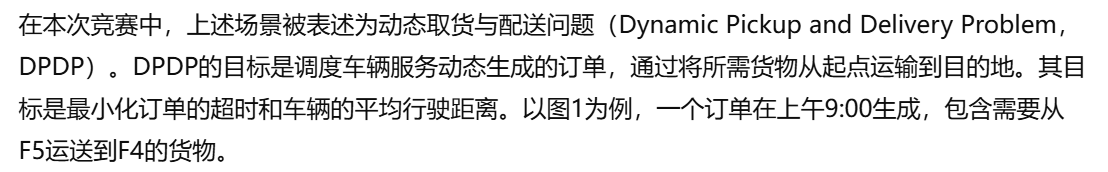 在本次竞赛中，上述场景被表述为动态取货与配送问题（Dynamic Pickup and Delivery Problem，
DPDP）。DPDP的目标是调度车辆服务动态生成的订单，通过将所需货物从起点运输到目的地。其目
标是最小化订单的超时和车辆的平均行驶距离。以图1为例，一个订单在上午9:00生成，包含需要从
F5运送到F4的货物。